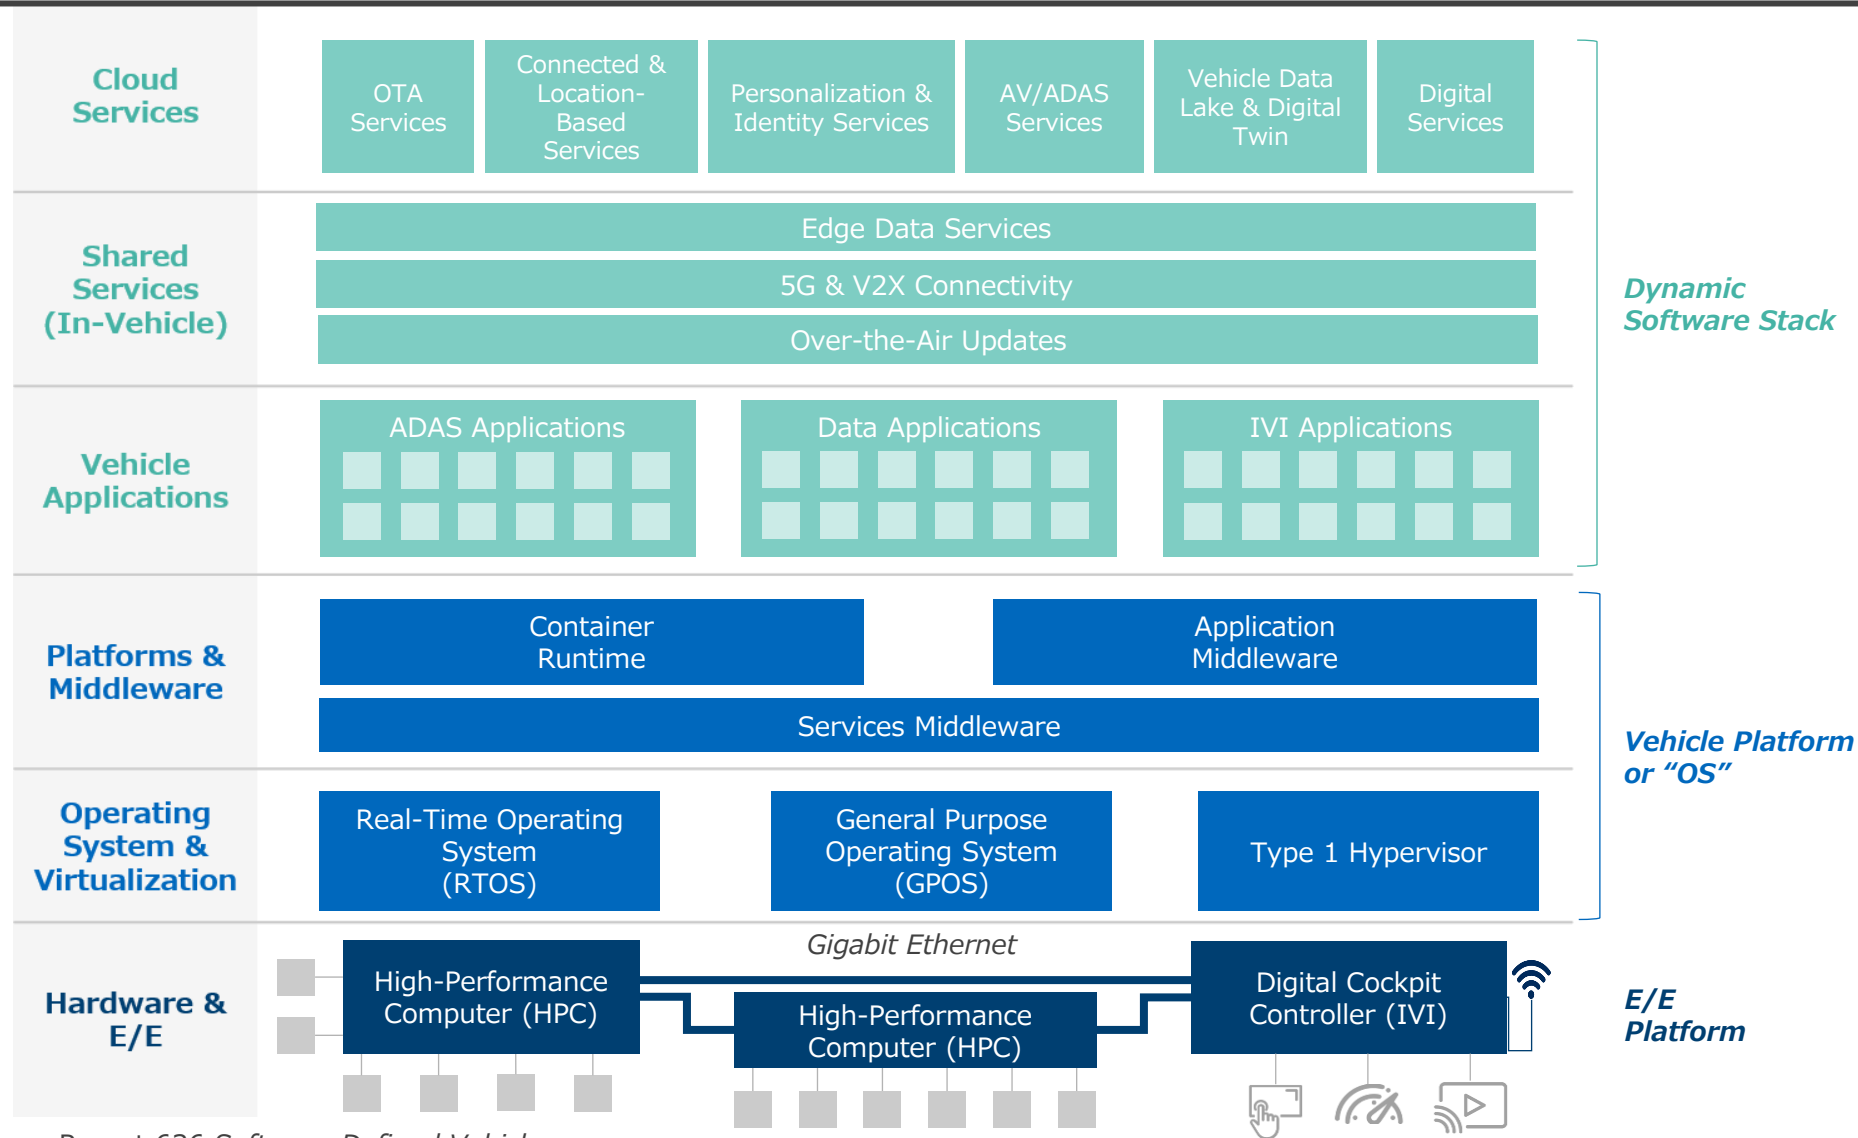 Cloud
Services
OTA
Services
Connected &
Location-
Based
Services
Personalization &
Identity Services
AV/ADAS
Services
Vehicle Data
Lake & Digital
Twin
Digital
Services
Shared
Services
(In-Vehicle)
Edge Data Services
5G & V2X Connectivity
Over-the-Air Updates
Dynamic
Software Stack
Vehicle
Applications
ADAS Applications
Data Applications
IVI Applications
Platforms &
Middleware
Container
Runtime
Application
Middleware
Services Middleware
Vehicle Platform
or “OS”
Operating
System &
Virtualization
Real-Time Operating
System
(RTOS)
General Purpose
Operating System
(GPOS)
Type 1 Hypervisor
Hardware &
E/E
Gigabit Ethernet
High-Performance
Computer (HPC)
High-Performance
Computer (HPC)
Digital Cockpit
Controller (IVI)
E/E
Platform